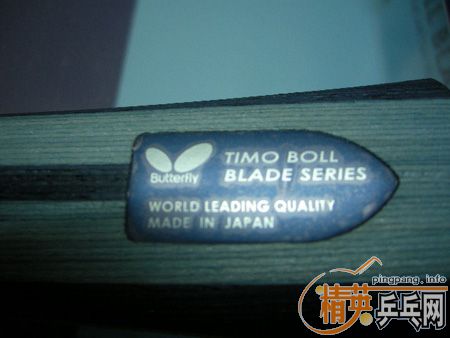 Butterfly
TIMO BOLL
BLADE SERIES
WORLD LEADING QUALITY
MADE IN JAPAN
pingpang.info
精英乒乓网